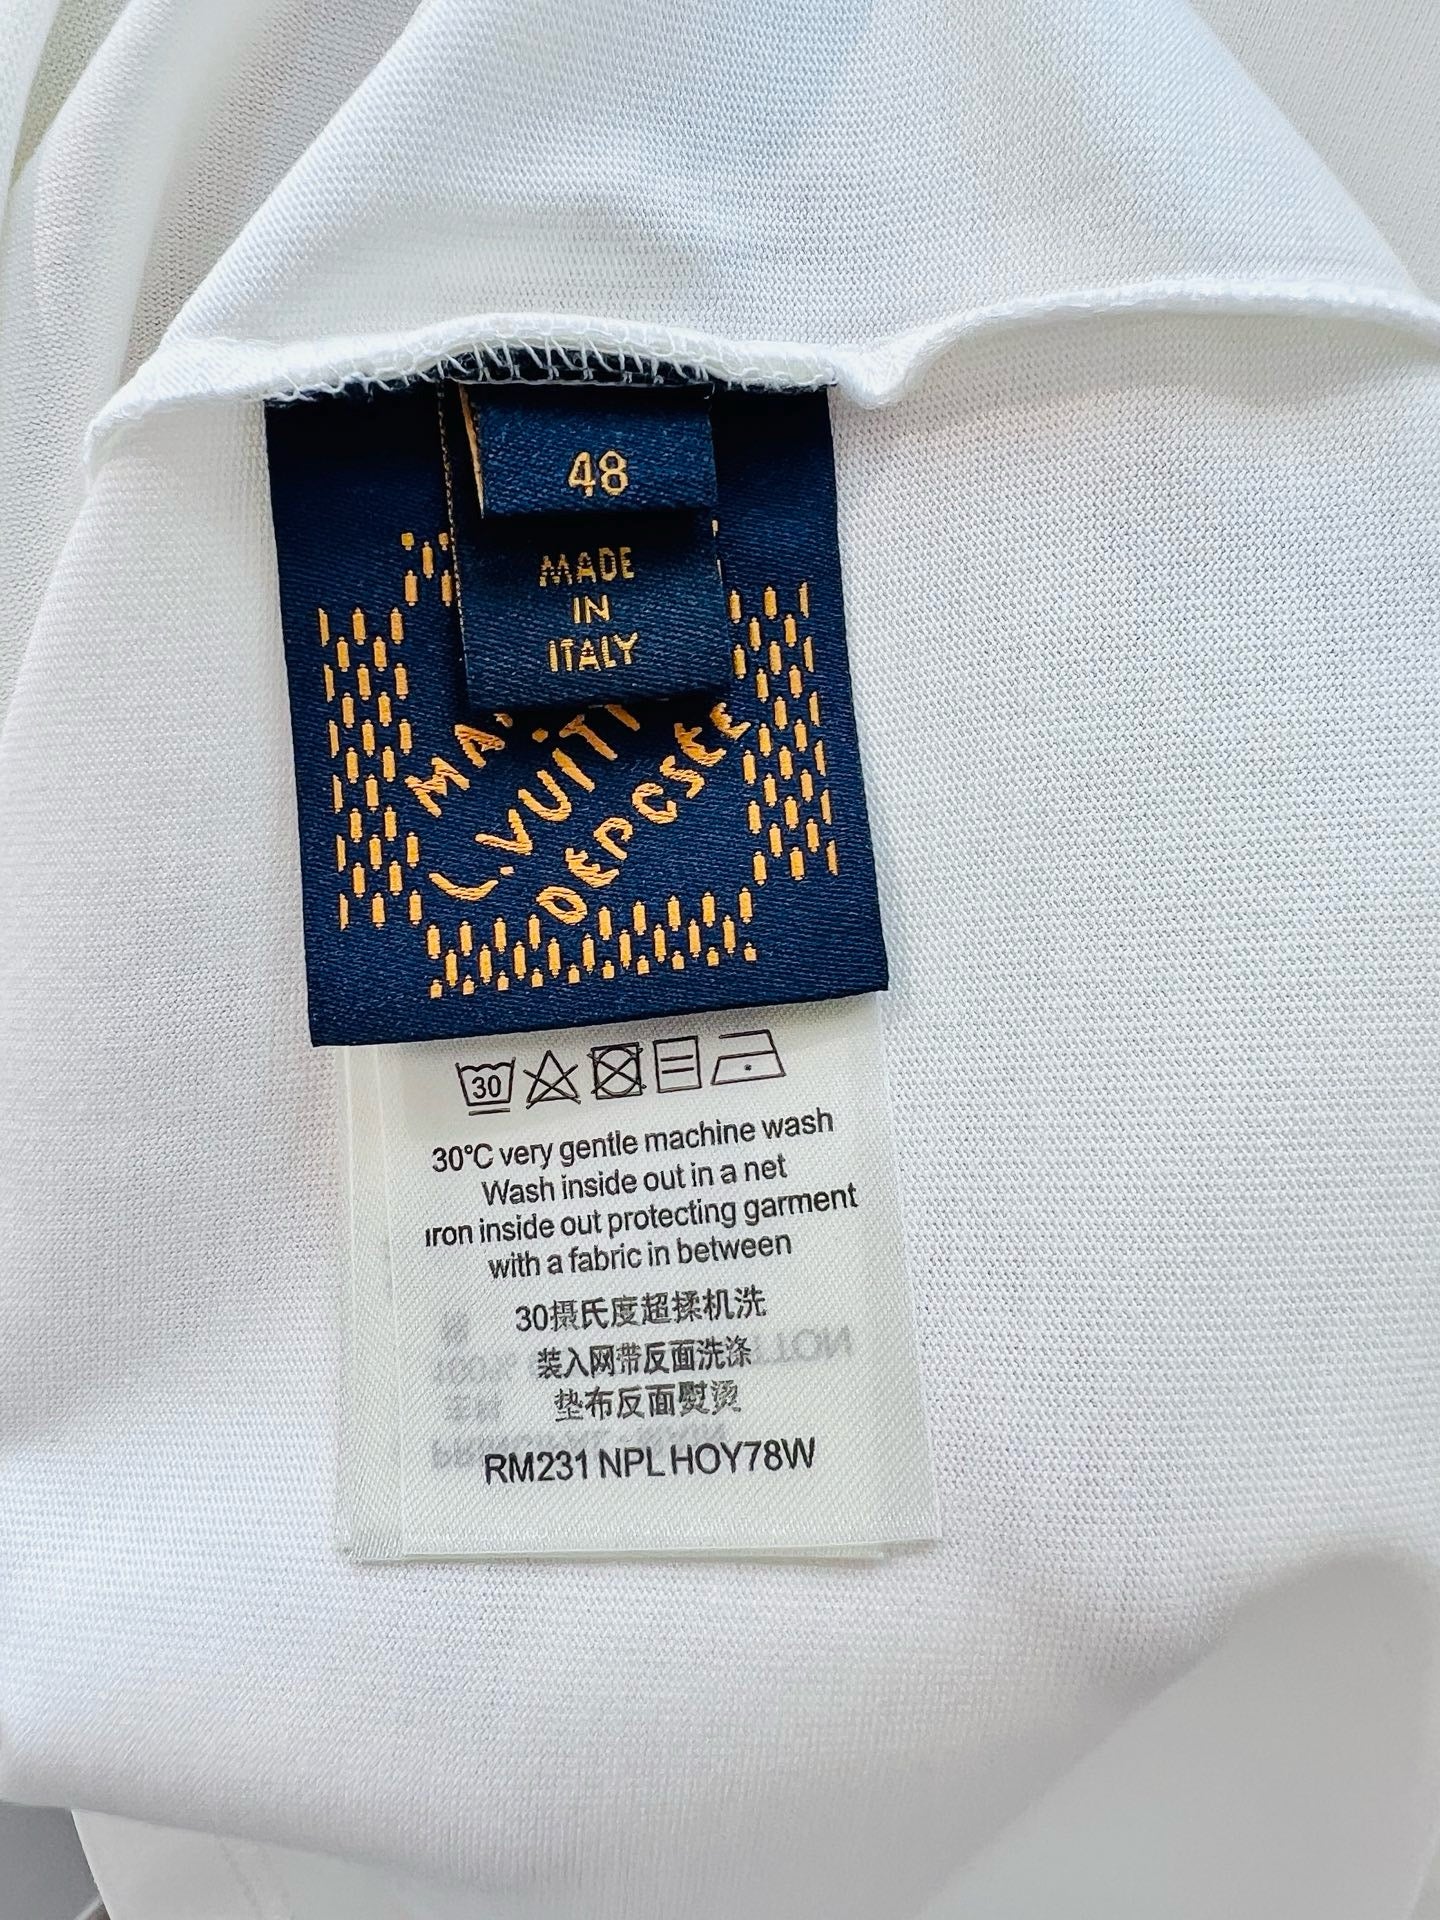 48
MADE
IN
ITALY
L.VUITT
DEPOSE
30
30°C very gentle machine wash
Wash inside out in a net
Iron inside out protecting garment
with a fabric in between
30摄氏度超揉机洗
装入网带反面洗涤
垫布反面熨烫
RM231 NPL HOY78W